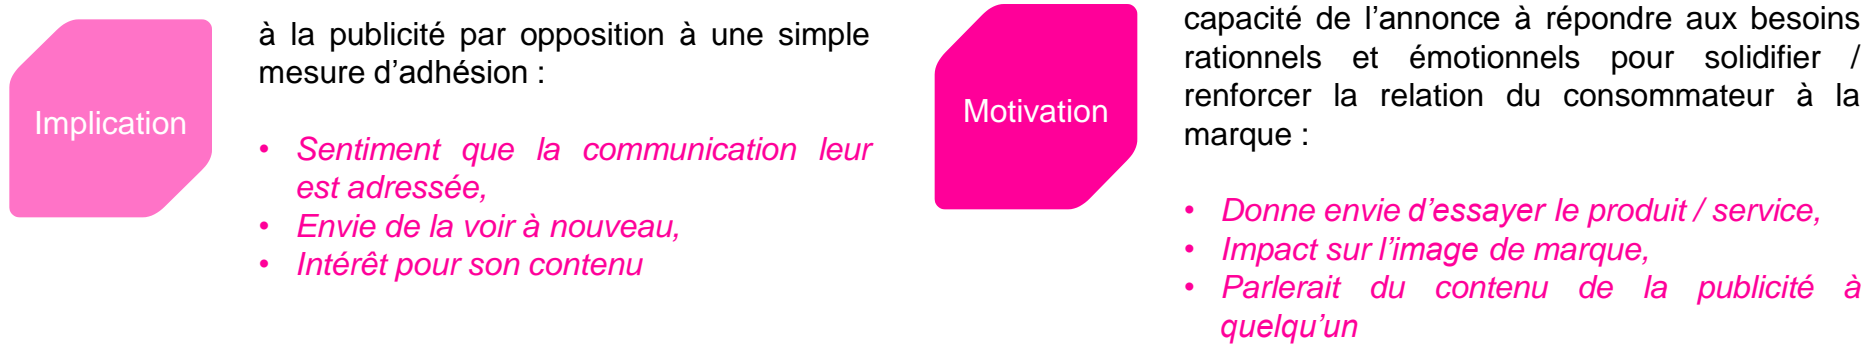 Implication
à la publicité par opposition à une simple
mesure d’adhésion :
• Sentiment que la communication leur
est adressée,
• Envie de la voir à nouveau,
• Intérêt pour son contenu
Motivation
capacité de l’annonce à répondre aux besoins
rationnels et émotionnels pour solidifier /
renforcer la relation du consommateur à la
marque :
• Donne envie d’essayer le produit / service,
• Impact sur l’image de marque,
• Parlerait du contenu de la publicité à
quelqu’un